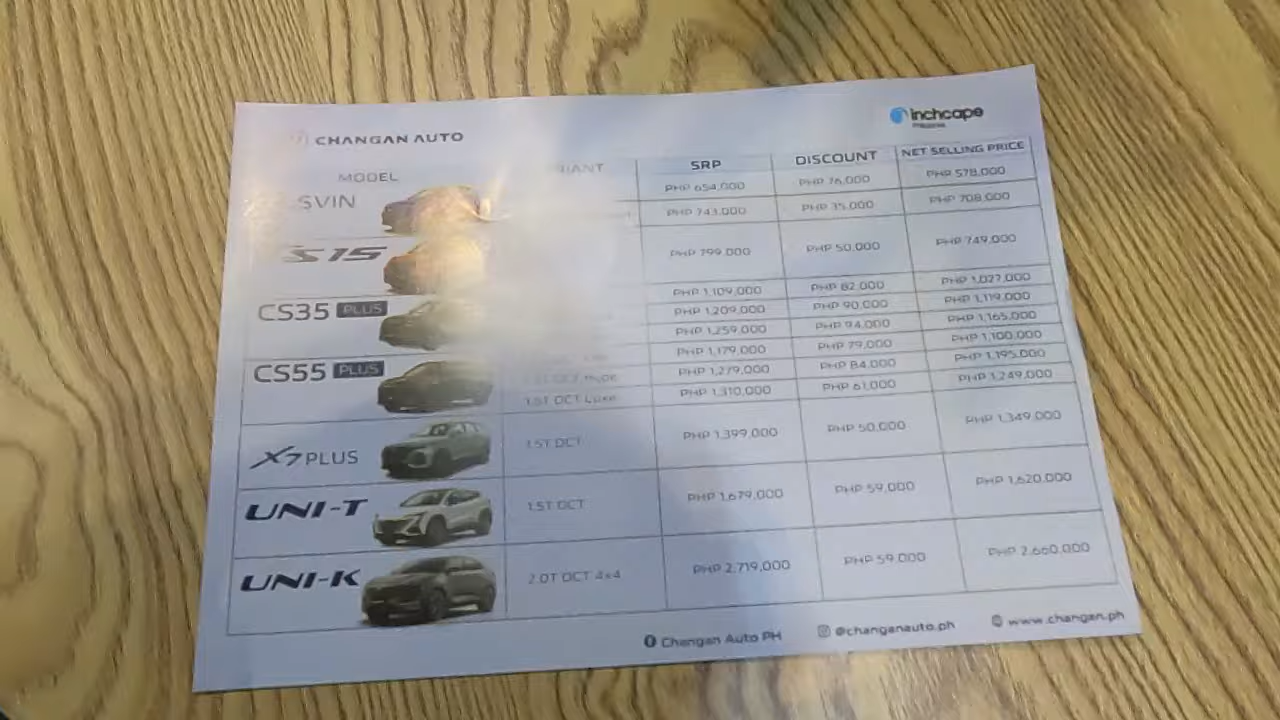 CHANGAN AUTO
inchcape
MODEL SRP DISCOUNT NET SELLING PRICE
SVIN PHP 654,000 PHP 76,000 PHP 578,000
PHP 743,000 PHP 35,000 PHP 708,000
PHP 799,000 PHP 50,000 PHP 749,000
PHP 1,109,000 PHP 82,000 PHP 1,027,000
CS35 PLUS PHP 1,209,000 PHP 90,000 PHP 1,119,000
PHP 1,259,000 PHP 94,000 PHP 1,165,000
PHP 1,179,000 PHP 79,000 PHP 1,100,000
CS55 PLUS PHP 1,279,000 PHP 84,000 PHP 1,195,000
1.5T DCT Luxe PHP 1,310,000 PHP 61,000 PHP 1,249,000
X7 PLUS 1.5T DCT PHP 1,399,000 PHP 50,000 PHP 1,349,000
UNI-T 1.5T DCT PHP 1,679,000 PHP 59,000 PHP 1,620,000
UNI-K 2.0T DCT 4x4 PHP 2,719,000 PHP 59,000 PHP 2,660,000
Changan Auto PH @changanauto.ph www.changan.ph